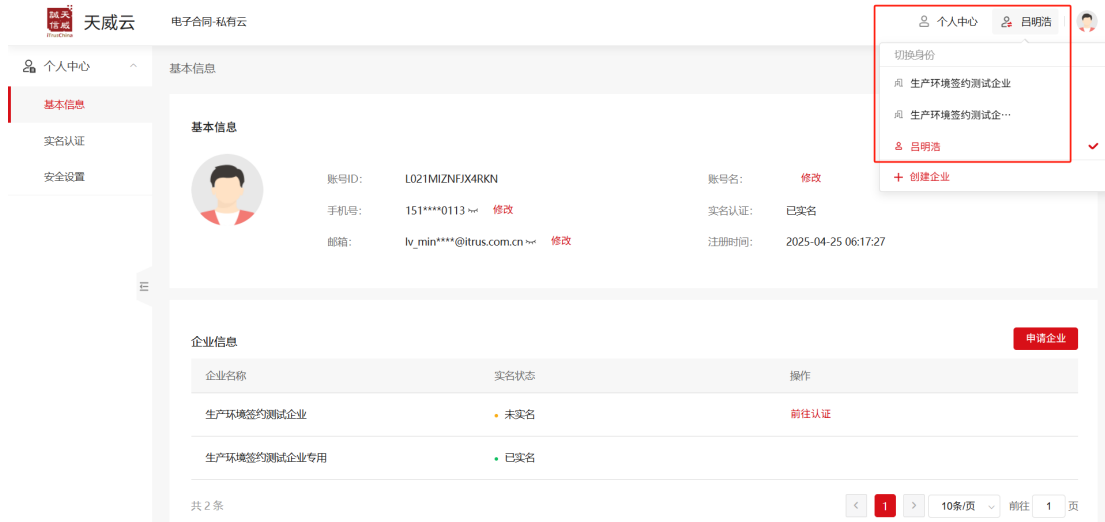 誠天
信威
iTrusChina
天威云
电子合同-私有云
个人中心
吕明浩
切换身份
生产环境签约测试企业
生产环境签约测试企···
吕明浩
+ 创建企业
个人中心
基本信息
实名认证
安全设置
基本信息
基本信息
账号ID: L021MIZNFJX4RKN
账号名: 修改
手机号: 151****0113 修改
实名认证: 已实名
邮箱: lv_min****@itrus.com.cn 修改
注册时间: 2025-04-25 06:17:27
企业信息
申请企业
企业名称 实名状态 操作
生产环境签约测试企业 未实名 前往认证
生产环境签约测试企业专用 已实名
共 2 条
< 1 > 10条/页 前往 1 页